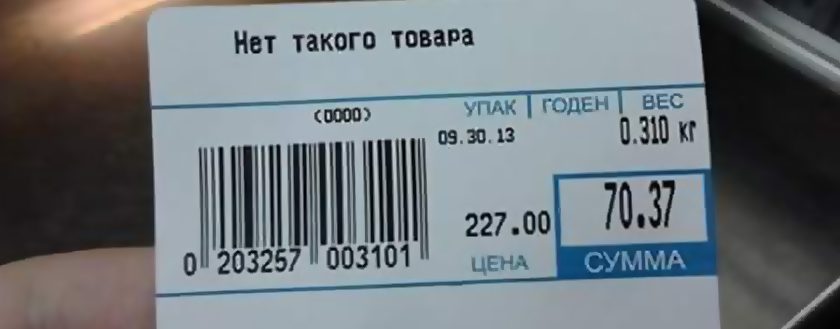 Нет такого товара
(0000)
УПАК | ГОДЕН | ВЕС
09.30.13
0.310 кг
227.00
70.37
ЦЕНА
СУММА
0 203257 003101